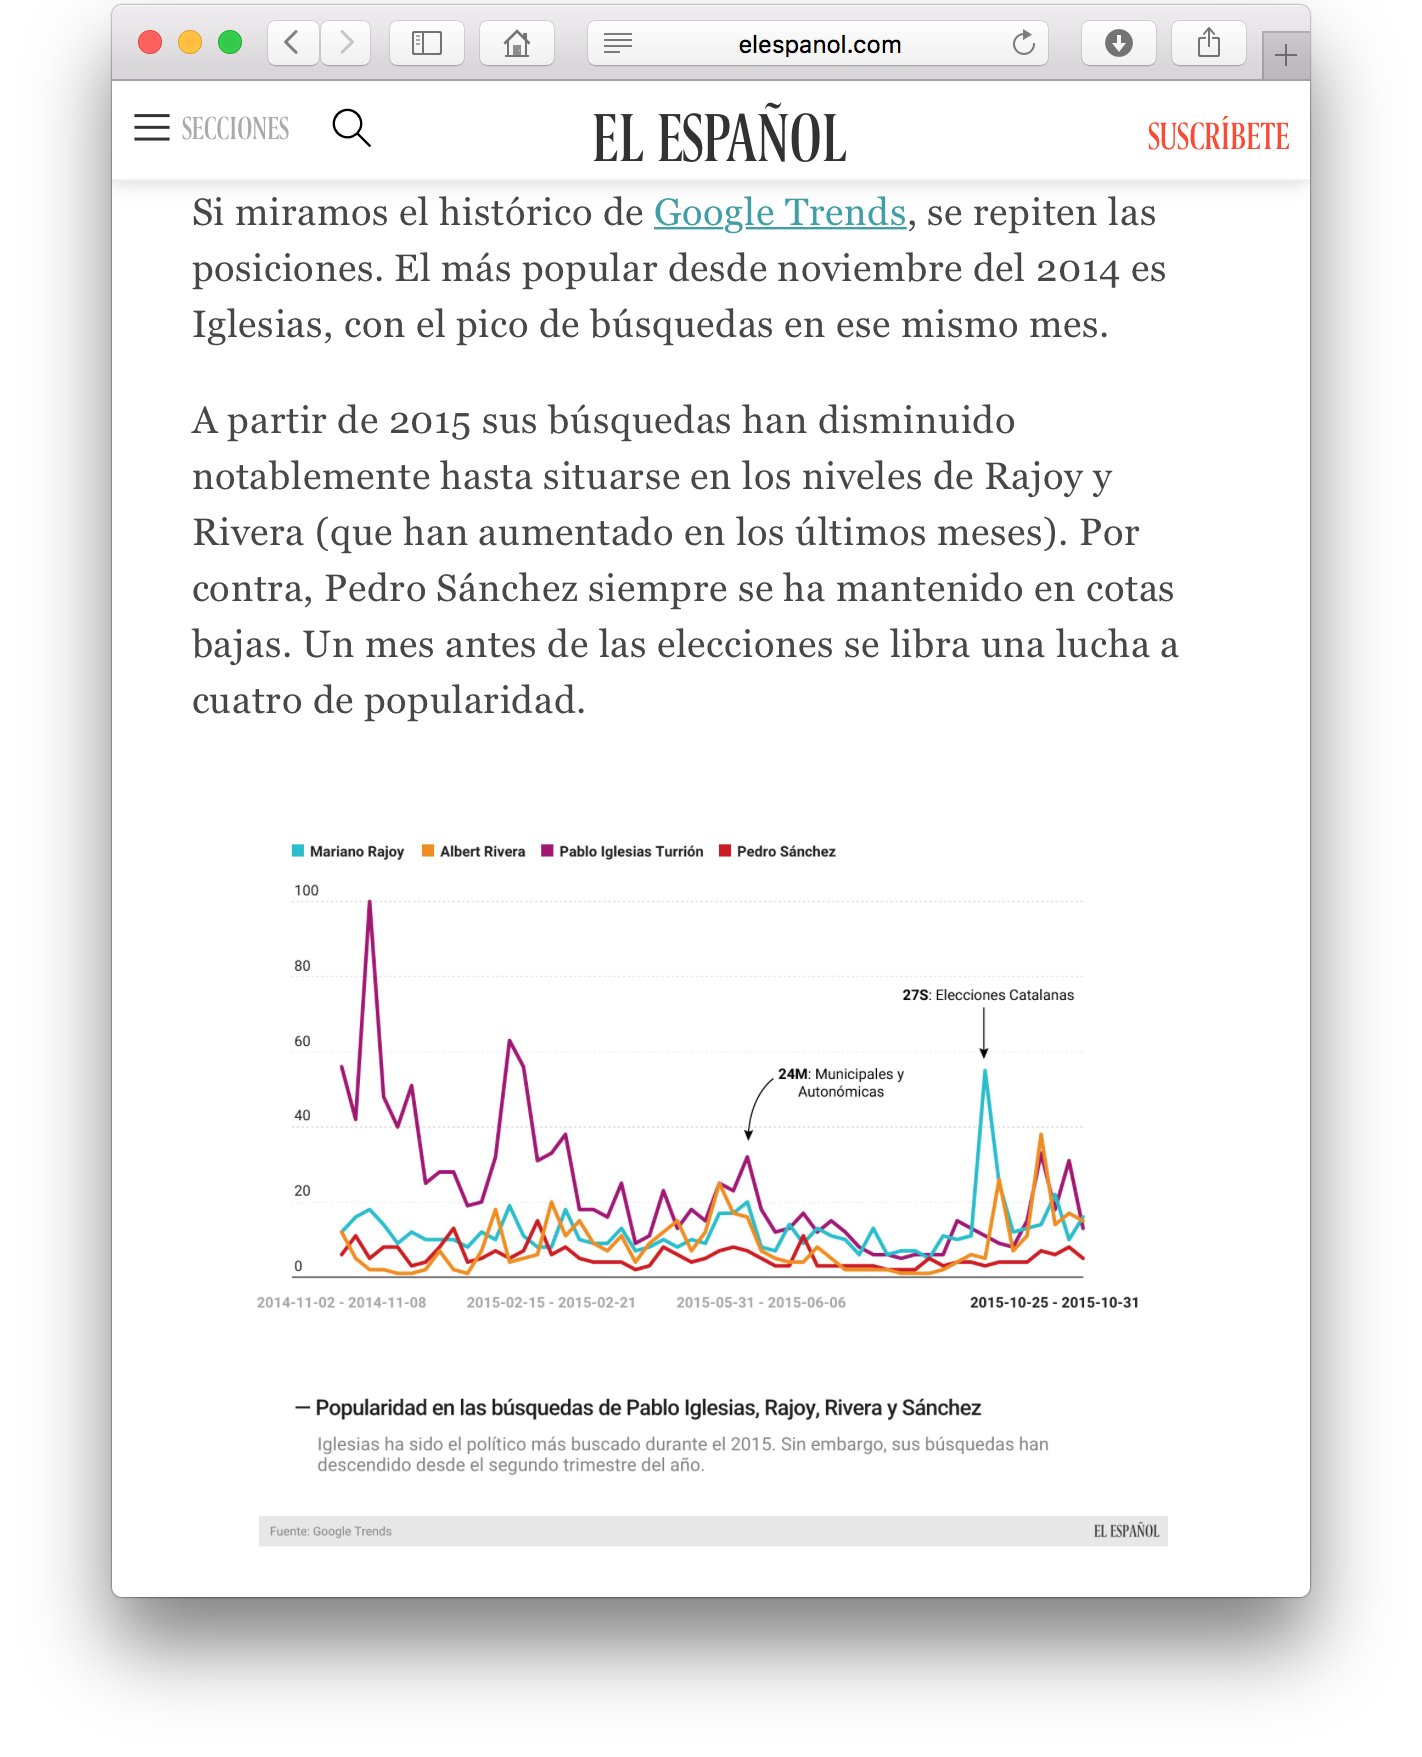 elespanol.com
SECCIONES
EL ESPAÑOL
SUSCRÍBETE
Si miramos el histórico de Google Trends, se repiten las
posiciones. El más popular desde noviembre del 2014 es
Iglesias, con el pico de búsquedas en ese mismo mes.
A partir de 2015 sus búsquedas han disminuido
notablemente hasta situarse en los niveles de Rajoy y
Rivera (que han aumentado en los últimos meses). Por
contra, Pedro Sánchez siempre se ha mantenido en cotas
bajas. Un mes antes de las elecciones se libra una lucha a
cuatro de popularidad.
Mariano Rajoy Albert Rivera Pablo Iglesias Turrión Pedro Sánchez
100
80
27S: Elecciones Catalanas
60
24M: Municipales y
Autonómicas
40
20
0
2014-11-02 - 2014-11-08 2015-02-15 - 2015-02-21 2015-05-31 - 2015-06-06 2015-10-25 - 2015-10-31
— Popularidad en las búsquedas de Pablo Iglesias, Rajoy, Rivera y Sánchez
Iglesias ha sido el político más buscado durante el 2015. Sin embargo, sus búsquedas han
descendido desde el segundo trimestre del año.
Fuente: Google Trends EL ESPAÑOL